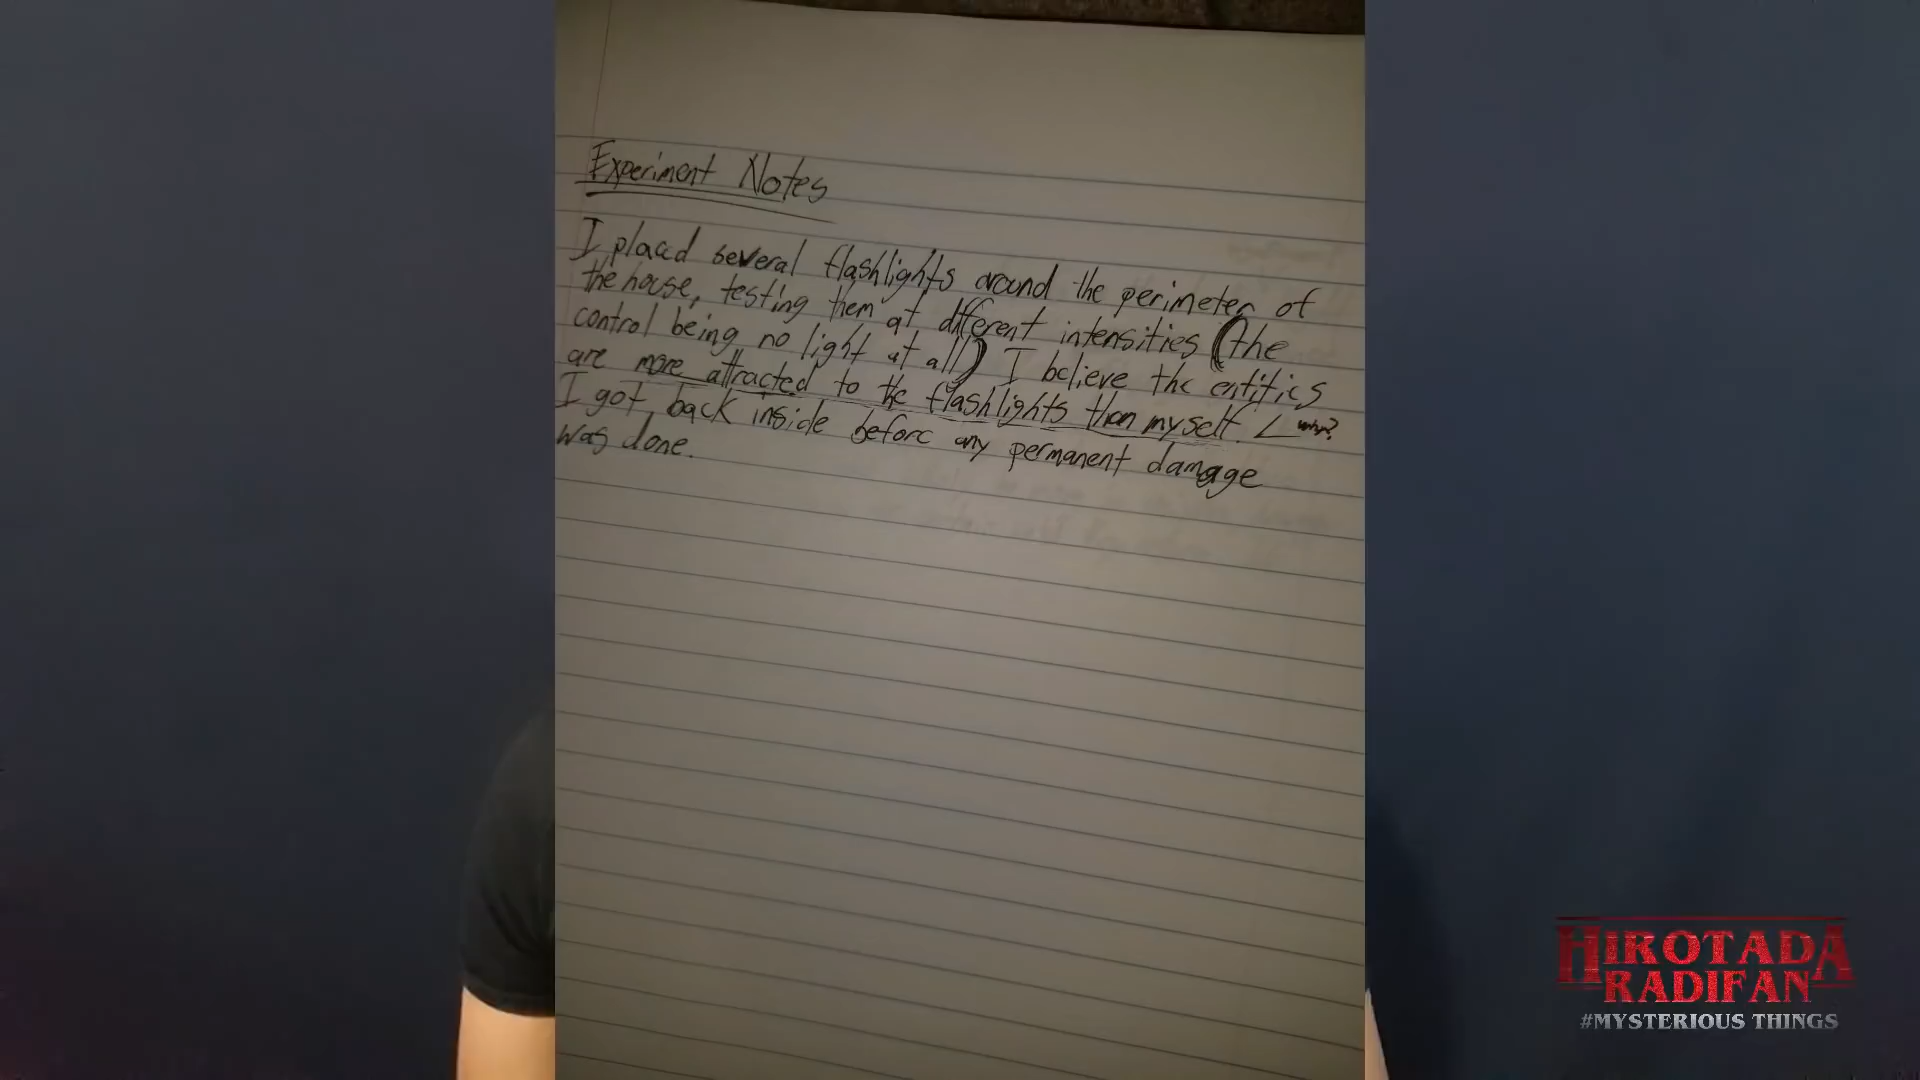 Experiment Notes
I placd several flashlights around the perimeter of
the house, testing them at different intensities (the
control being no light at all) I believe the entities
are more attracted to the flashlights than myself. < why?
I got back inside before any permanent damage
was done.
HIROTADA
RADIFAN
#MYSTERIOUS THINGS